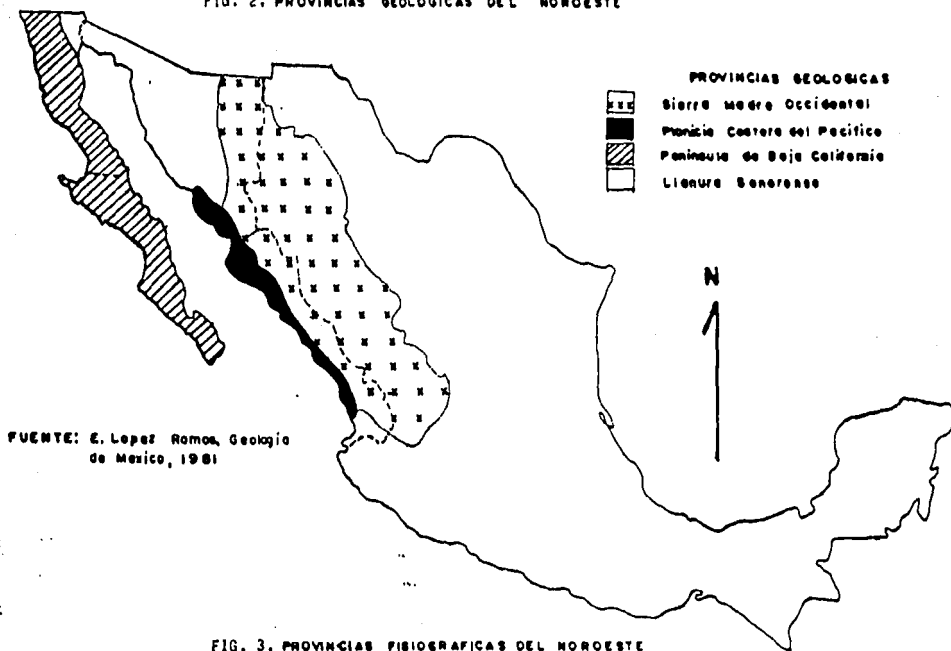 FIG. 2. PROVINCIAS GEOLOGICAS DEL NOROESTE
PROVINCIAS GEOLOGICAS
Sierra Madre Occidental
Planicie Costera del Pacifico
Peninsula de Baja California
Llanura Sonorense
N
FUENTE: E. Lopez Ramos, Geologia
de Mexico, 1981
FIG. 3. PROVINCIAS FISIOGRAFICAS DEL NOROESTE